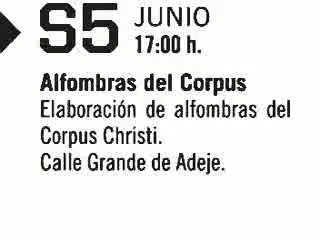 S5 JUNIO
17:00 h.
Alfombras del Corpus
Elaboración de alfombras del
Corpus Christi.
Calle Grande de Adeje.